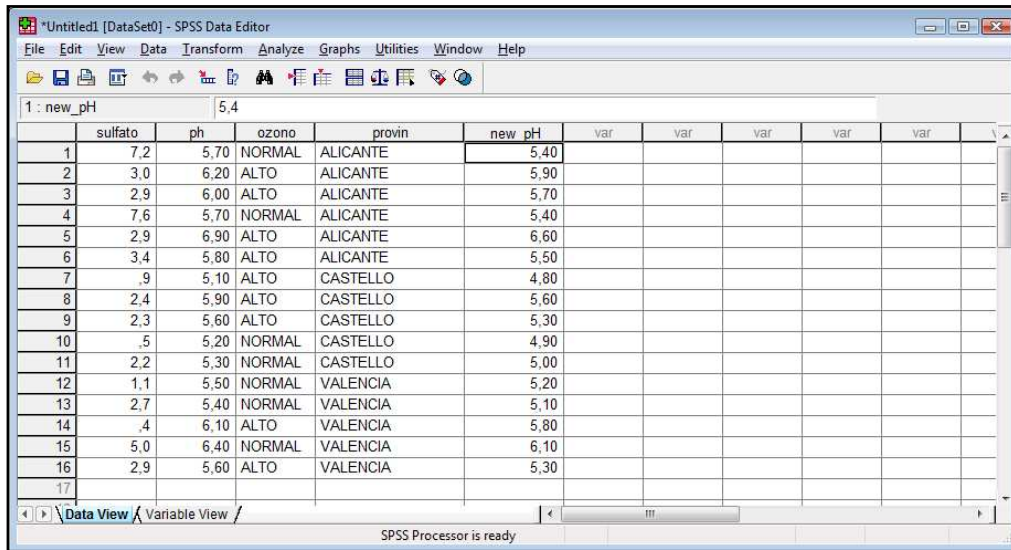 *Untitled1 [DataSet0] - SPSS Data Editor
File Edit View Data Transform Analyze Graphs Utilities Window Help
1 : new_pH 5,4
sulfato ph ozono provin new_pH var var var var var
1 7,2 5,70 NORMAL ALICANTE 5,40
2 3,0 6,20 ALTO ALICANTE 5,90
3 2,9 6,00 ALTO ALICANTE 5,70
4 7,6 5,70 NORMAL ALICANTE 5,40
5 2,9 6,90 ALTO ALICANTE 6,60
6 3,4 5,80 ALTO ALICANTE 5,50
7 ,9 5,10 ALTO CASTELLO 4,80
8 2,4 5,90 ALTO CASTELLO 5,60
9 2,3 5,60 ALTO CASTELLO 5,30
10 ,5 5,20 NORMAL CASTELLO 4,90
11 2,2 5,30 NORMAL CASTELLO 5,00
12 1,1 5,50 NORMAL VALENCIA 5,20
13 2,7 5,40 NORMAL VALENCIA 5,10
14 ,4 6,10 ALTO VALENCIA 5,80
15 5,0 6,40 NORMAL VALENCIA 6,10
16 2,9 5,60 ALTO VALENCIA 5,30
17
Data View Variable View
SPSS Processor is ready